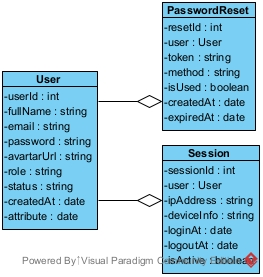 PasswordReset
-resetId : int
-user : User
-token : string
-method : string
-isUsed : boolean
-createdAt : date
-expiredAt : date
User
-userId : int
-fullName : string
-email : string
-password : string
-avartarUrl : string
-role : string
-status : string
-createdAt : date
-attribute : date
Session
-sessionId : int
-user : User
-ipAddress : string
-deviceInfo : string
-loginAt : date
-logoutAt : date
-isActive : boolean
Powered By Visual Paradigm Community Edition